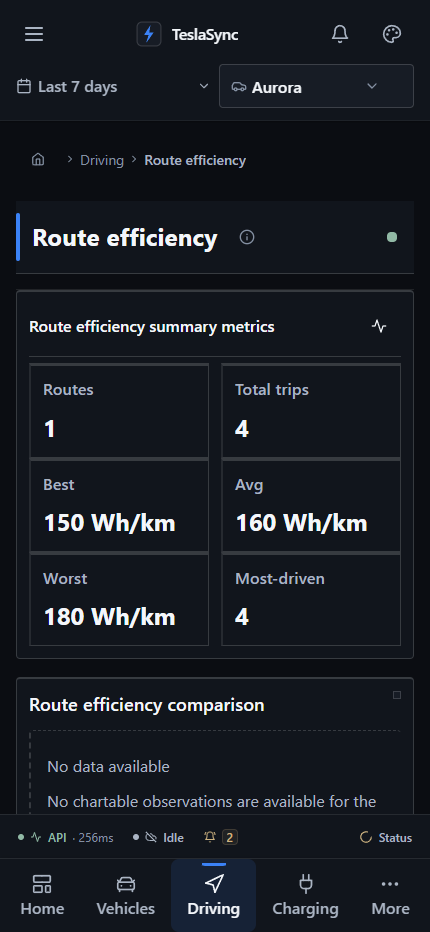 TeslaSync
Last 7 days
Aurora
Driving
Route efficiency
Route efficiency
Route efficiency summary metrics
Routes
Total trips
1
4
Best
Avg
150 Wh/km
160 Wh/km
Worst
Most-driven
180 Wh/km
4
Route efficiency comparison
No data available
No chartable observations are available for the
API · 256ms
Idle
2
Status
Home
Vehicles
Driving
Charging
More